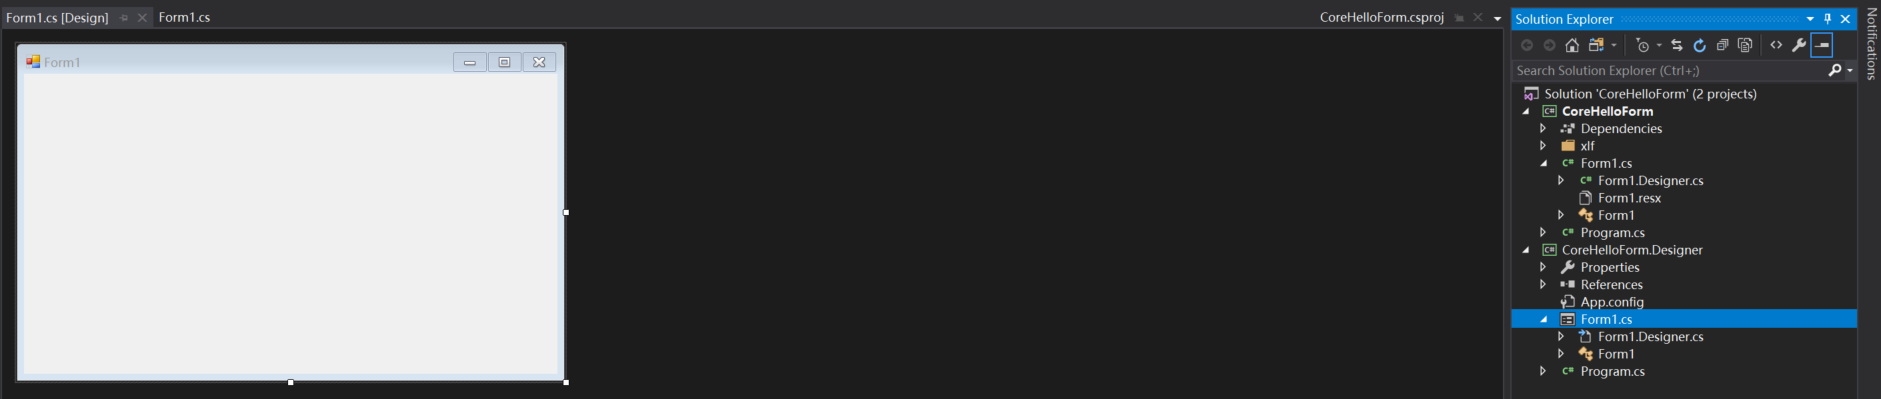 Form1.cs [Design]
Form1.cs
CoreHelloForm.csproj
Form1
Solution Explorer
Search Solution Explorer (Ctrl+;)
Solution 'CoreHelloForm' (2 projects)
CoreHelloForm
Dependencies
xlf
Form1.cs
Form1.Designer.cs
Form1.resx
Form1
Program.cs
CoreHelloForm.Designer
Properties
References
App.config
Form1.cs
Form1.Designer.cs
Form1
Program.cs
Notifications